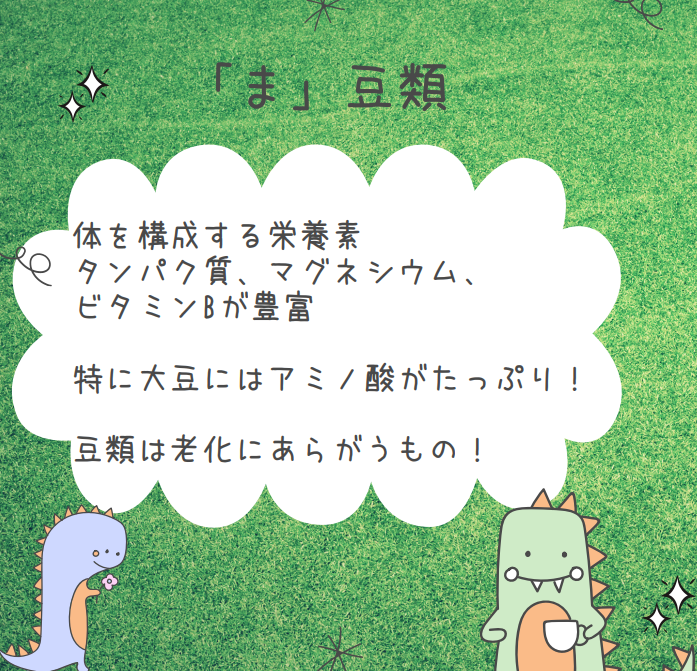 「ま」豆類
体を構成する栄養素
タンパク質、マグネシウム、
ビタミンBが豊富
特に大豆にはアミノ酸がたっぷり！
豆類は老化にあらがうもの！